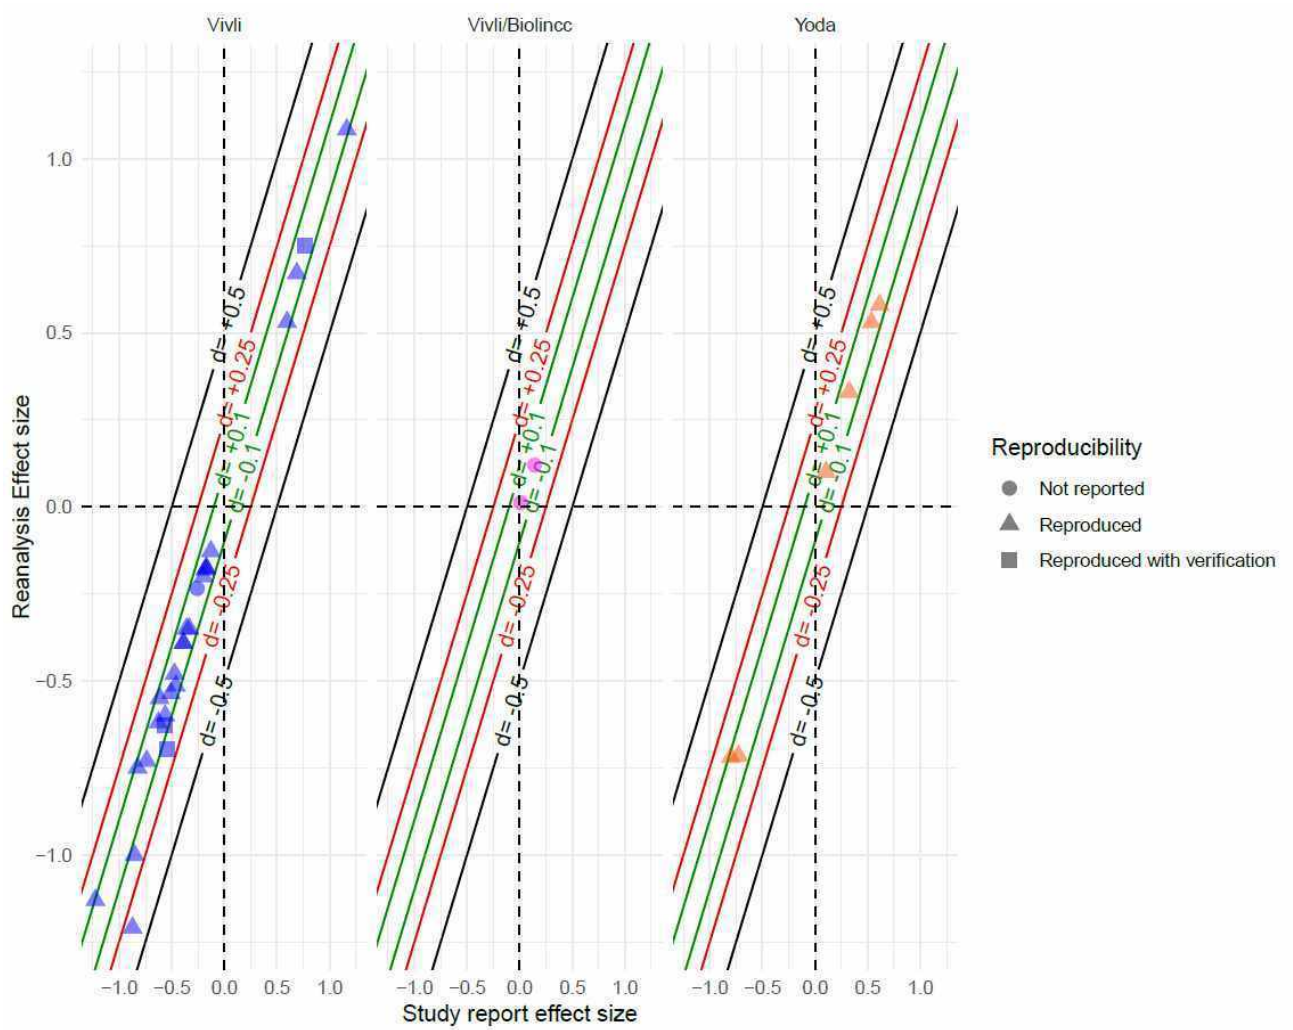 Vivli
Vivli/Biolincc
Yoda
Reanalysis Effect size
1.0
0.5
0.0
−0.5
−1.0
d= +0.5
d= +0.25
d= +0.1
d= -0.1
d= -0.25
d= -0.5
d= +0.5
d= +0.25
d= +0.1
d= -0.1
d= -0.25
d= -0.5
d= +0.5
d= +0.25
d= +0.1
d= -0.1
d= -0.25
d= -0.5
−1.0 −0.5 0.0 0.5 1.0
−1.0 −0.5 0.0 0.5 1.0
−1.0 −0.5 0.0 0.5 1.0
Study report effect size
Reproducibility
Not reported
Reproduced
Reproduced with verification